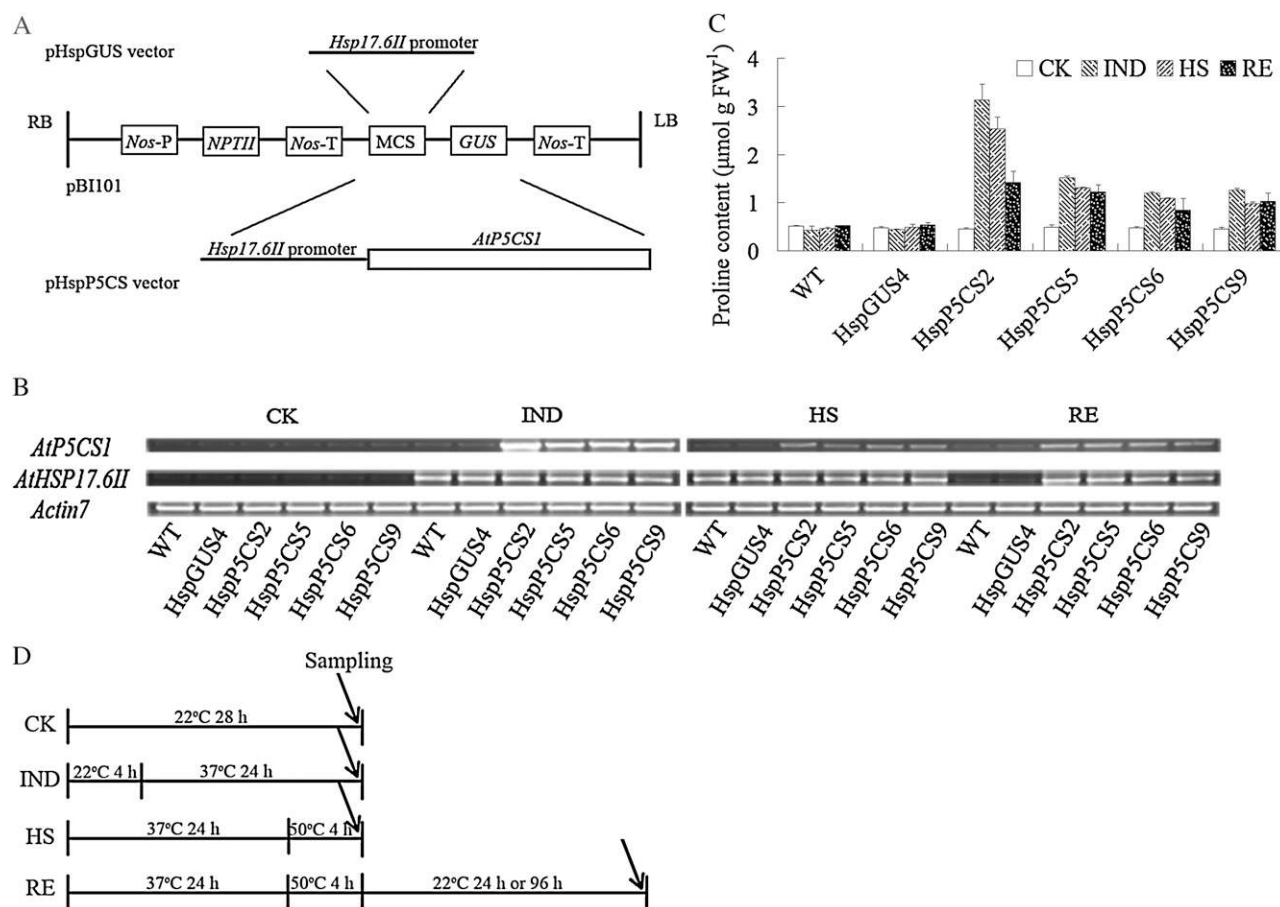 A
pHspGUS vector
Hsp17.6II promoter
RB
LB
Nos-P NPTII Nos-T MCS GUS Nos-T
pBI101
Hsp17.6II promoter
AtP5CS1
pHspP5CS vector
C
Proline content (μmol g FW¹)
4
3
2
1
0
CK IND HS RE
WT HspGUS4 HspP5CS2 HspP5CS5 HspP5CS6 HspP5CS9
B
CK IND HS RE
AtP5CS1
AtHSP17.6II
Actin7
WT HspGUS4 HspP5CS2 HspP5CS5 HspP5CS6 HspP5CS9 WT HspGUS4 HspP5CS2 HspP5CS5 HspP5CS6 HspP5CS9 WT HspGUS4 HspP5CS2 HspP5CS5 HspP5CS6 HspP5CS9 WT HspGUS4 HspP5CS2 HspP5CS5 HspP5CS6 HspP5CS9
D
Sampling
CK 22°C 28 h
IND 22°C 4 h 37°C 24 h
HS 37°C 24 h 50°C 4 h
RE 37°C 24 h 50°C 4 h 22°C 24 h or 96 h